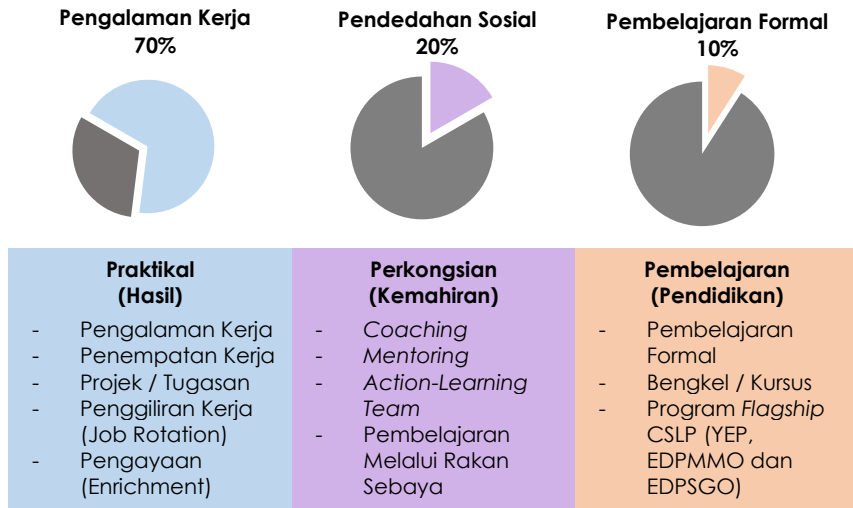 Pengalaman Kerja
70%
Pendedahan Sosial
20%
Pembelajaran Formal
10%
Praktikal
(Hasil)
- Pengalaman Kerja
- Penempatan Kerja
- Projek / Tugasan
- Penggiliran Kerja
(Job Rotation)
- Pengayaan
(Enrichment)
Perkongsian
(Kemahiran)
- Coaching
- Mentoring
- Action-Learning
Team
- Pembelajaran
Melalui Rakan
Sebaya
Pembelajaran
(Pendidikan)
- Pembelajaran
Formal
- Bengkel / Kursus
- Program Flagship
CSLP (YEP,
EDPMMO dan
EDPSGO)